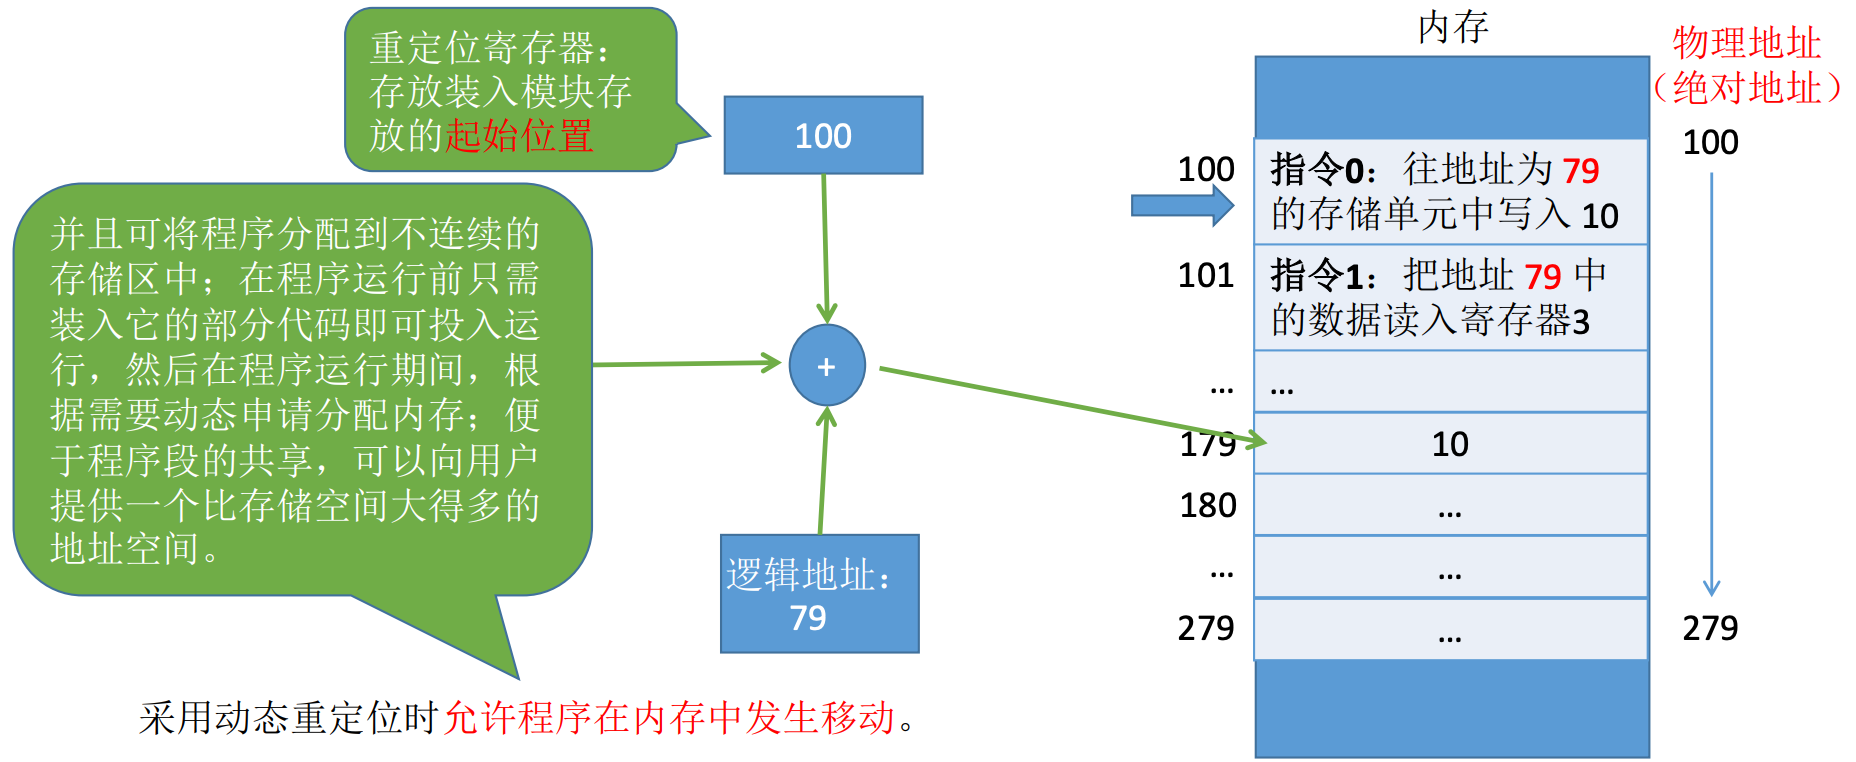 重定位寄存器：
存放装入模块存
放的起始位置
100
并且可将程序分配到不连续的
存储区中；在程序运行前只需
装入它的部分代码即可投入运
行，然后在程序运行期间，根
据需要动态申请分配内存；便
于程序段的共享，可以向用户
提供一个比存储空间大得多的
地址空间。
+
逻辑地址：
79
采用动态重定位时允许程序在内存中发生移动。
内存
物理地址
（绝对地址）
100
100
指令0：往地址为 79
的存储单元中写入 10
101
指令1：把地址 79 中
的数据读入寄存器3
... ...
179 10
180 ...
... ...
279 ...
279